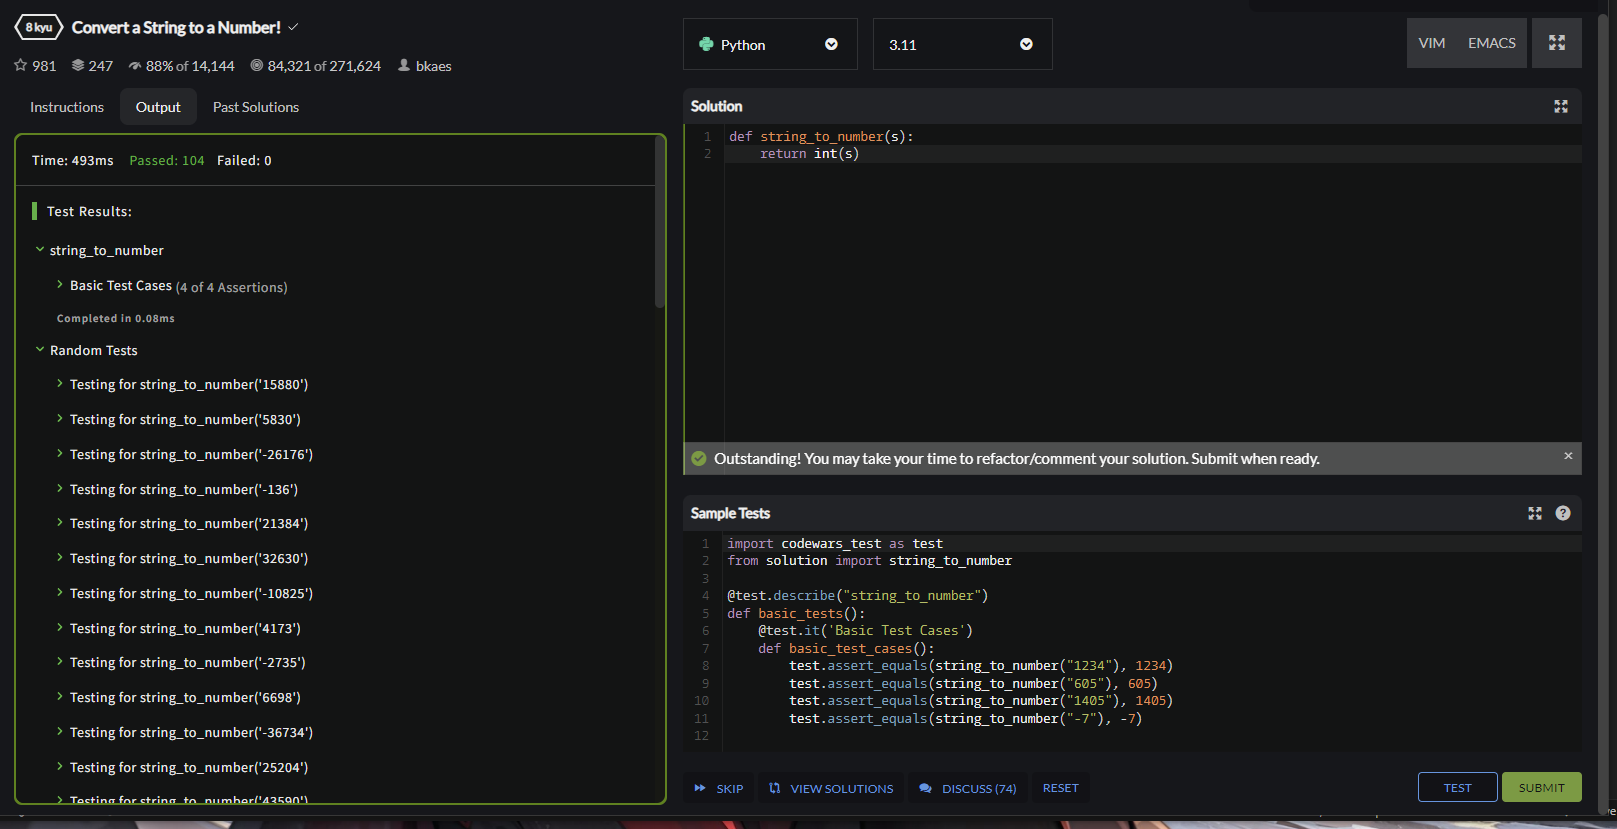 8 kyu Convert a String to a Number!
981 247 88% of 14,144 84,321 of 271,624 bkaes
Instructions Output Past Solutions
Time: 493ms Passed: 104 Failed: 0
Test Results:
string_to_number
Basic Test Cases (4 of 4 Assertions)
Completed in 0.08ms
Random Tests
Testing for string_to_number('15880')
Testing for string_to_number('5830')
Testing for string_to_number('-26176')
Testing for string_to_number('-136')
Testing for string_to_number('21384')
Testing for string_to_number('32630')
Testing for string_to_number('-10825')
Testing for string_to_number('4173')
Testing for string_to_number('-2735')
Testing for string_to_number('6698')
Testing for string_to_number('-36734')
Testing for string_to_number('25204')
Testing for string_to_number('43590')
Python 3.11 VIM EMACS
Solution
1 def string_to_number(s):
2     return int(s)
Outstanding! You may take your time to refactor/comment your solution. Submit when ready.
Sample Tests
1 import codewars_test as test
2 from solution import string_to_number
3
4 @test.describe("string_to_number")
5 def basic_tests():
6     @test.it('Basic Test Cases')
7     def basic_test_cases():
8         test.assert_equals(string_to_number("1234"), 1234)
9         test.assert_equals(string_to_number("605"), 605)
10         test.assert_equals(string_to_number("1405"), 1405)
11         test.assert_equals(string_to_number("-7"), -7)
12
SKIP VIEW SOLUTIONS DISCUSS (74) RESET TEST SUBMIT